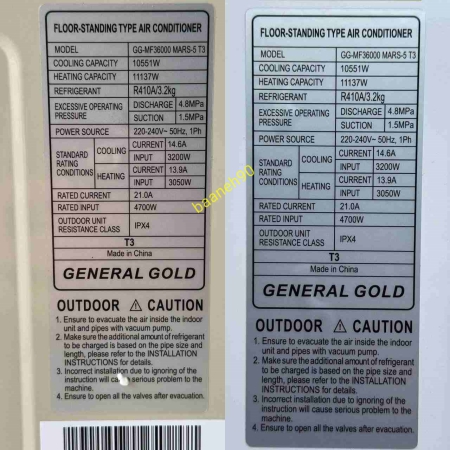 FLOOR-STANDING TYPE AIR CONDITIONER
MODEL GG-MF36000 MARS-5 T3
COOLING CAPACITY 10551W
HEATING CAPACITY 11137W
REFRIGERANT R410A/3.2kg
EXCESSIVE OPERATING PRESSURE DISCHARGE 4.8MPa
SUCTION 1.5MPa
POWER SOURCE 220-240V~ 50Hz, 1Ph
STANDARD RATING CONDITIONS COOLING CURRENT 14.6A
INPUT 3200W
HEATING CURRENT 13.9A
INPUT 3050W
RATED CURRENT 21.0A
RATED INPUT 4700W
OUTDOOR UNIT RESISTANCE CLASS IPX4
T3
Made in China
GENERAL GOLD
OUTDOOR ⚠ CAUTION
1. Ensure to evacuate the air inside the indoor
unit and pipes with vacuum pump.
2. Make sure the additional amount of refrigerant
to be charged is based on the pipe size and
length, please refer to the INSTALLATION
INSTRUCTIONS for details.
3. Incorrect installation due to ignoring of the
instruction will cause serious problem to the
machine.
4. Ensure to open all the valves after evacuation.
FLOOR-STANDING TYPE AIR CONDITIONER
MODEL GG-MF36000 MARS-5 T3
COOLING CAPACITY 10551W
HEATING CAPACITY 11137W
REFRIGERANT R410A/3.2kg
EXCESSIVE OPERATING PRESSURE DISCHARGE 4.8MPa
SUCTION 1.5MPa
POWER SOURCE 220-240V~ 50Hz, 1Ph
STANDARD RATING CONDITIONS COOLING CURRENT 14.6A
INPUT 3200W
HEATING CURRENT 13.9A
INPUT 3050W
RATED CURRENT 21.0A
RATED INPUT 4700W
OUTDOOR UNIT RESISTANCE CLASS IPX4
T3
Made in China
GENERAL GOLD
OUTDOOR ⚠ CAUTION
1. Ensure to evacuate the air inside the indoor
unit and pipes with vacuum pump.
2. Make sure the additional amount of refrigerant
to be charged is based on the pipe size and
length, please refer to the INSTALLATION
INSTRUCTIONS for details.
3. Incorrect installation due to ignoring of the
instruction will cause serious problem to the
machine.
4. Ensure to open all the valves after evacuation.